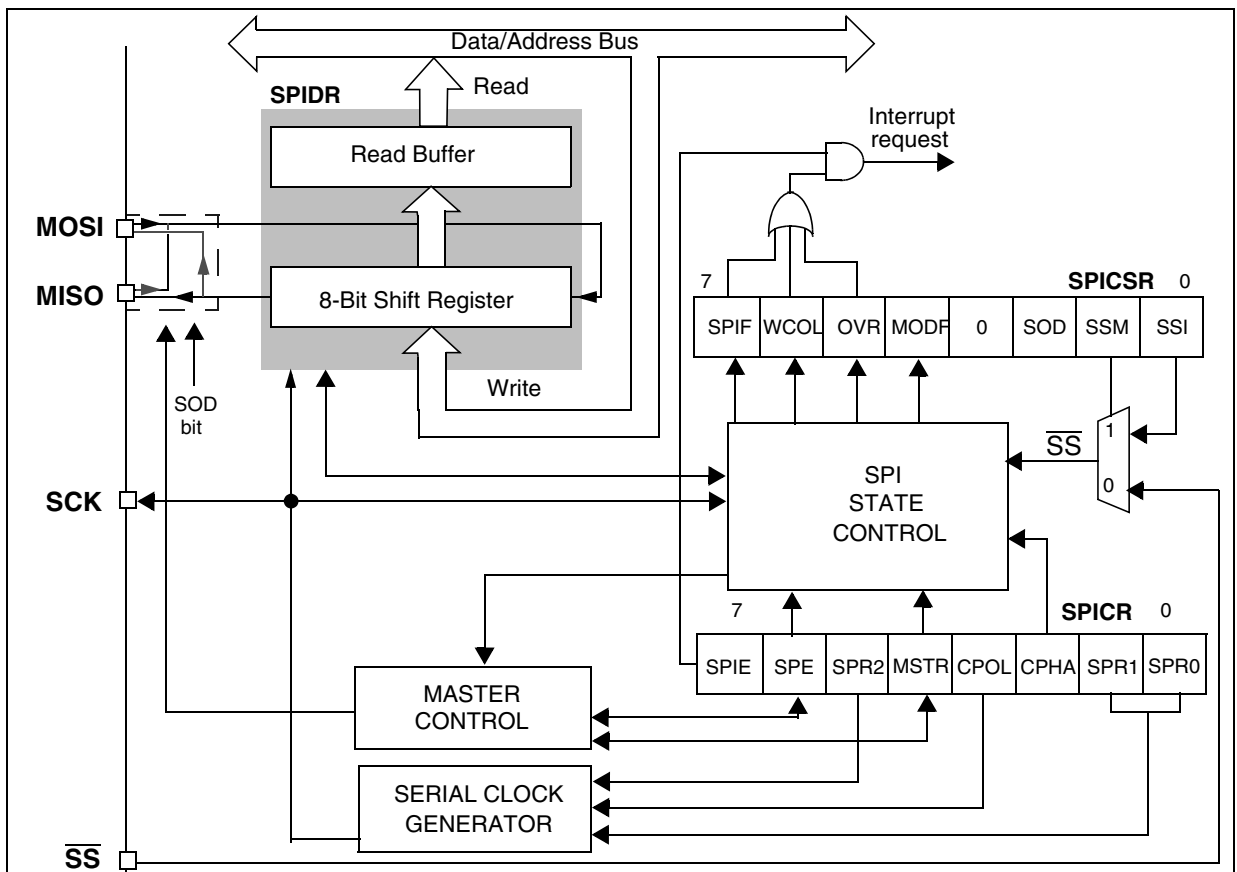 Data/Address Bus
Read
SPIDR
Read Buffer
Interrupt
request
MOSI
MISO
8-Bit Shift Register
Write
SOD
bit
7
SPICSR
0
SPIF
WCOL
OVR
MODF
0
SOD
SSM
SSI
1
0
SS
SCK
SPI
STATE
CONTROL
7
SPICR
0
SPIE
SPE
SPR2
MSTR
CPOL
CPHA
SPR1
SPR0
MASTER
CONTROL
SERIAL CLOCK
GENERATOR
SS